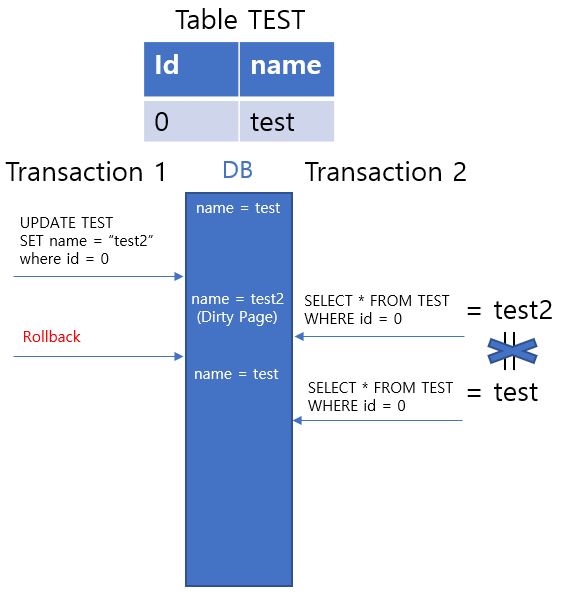 Table TEST
Id name
0 test
Transaction 1 DB Transaction 2
name = test
UPDATE TEST
SET name = “test2”
where id = 0
name = test2
(Dirty Page)
SELECT * FROM TEST
WHERE id = 0
= test2
Rollback
name = test
SELECT * FROM TEST
WHERE id = 0
= test